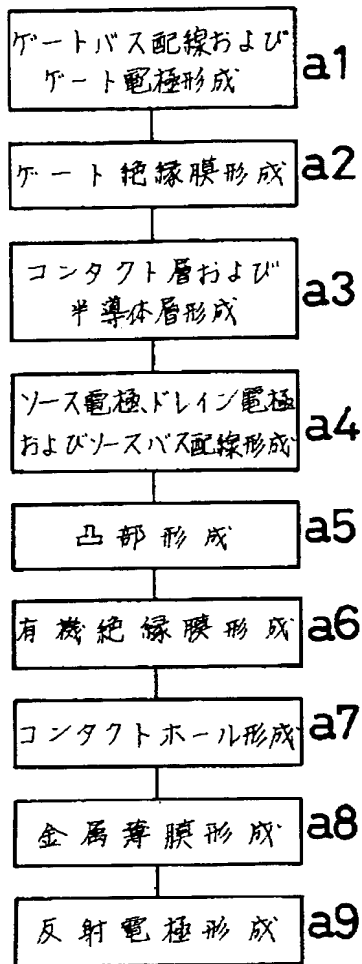 ゲートバス配線および
ゲート電極形成
a1
ゲート絶縁膜形成
a2
コンタクト層および
半導体層形成
a3
ソース電極、ドレイン電極
およびソースバス配線形成
a4
凸部形成
a5
有機絶縁膜形成
a6
コンタクトホール形成
a7
金属薄膜形成
a8
反射電極形成
a9